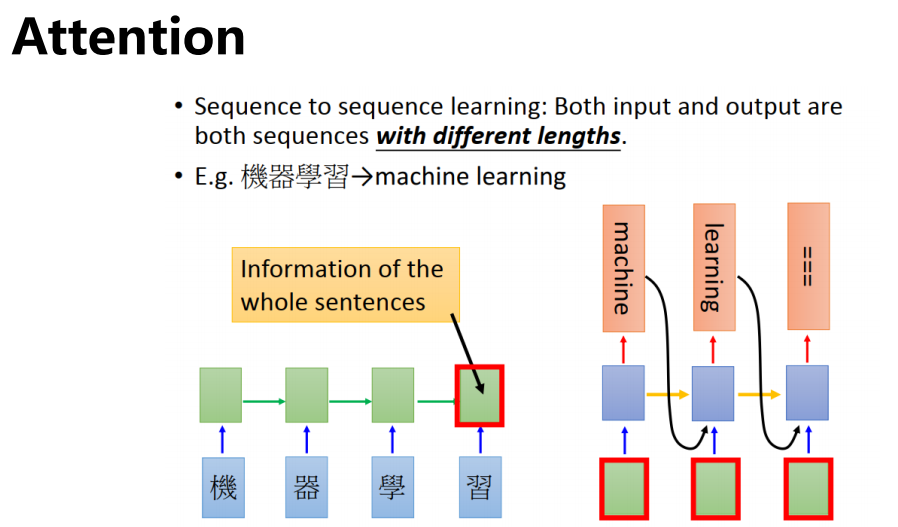 Attention
• Sequence to sequence learning: Both input and output are
both sequences with different lengths.
• E.g. 機器學習→machine learning
Information of the
whole sentences
機 器 學 習
machine
learning
===